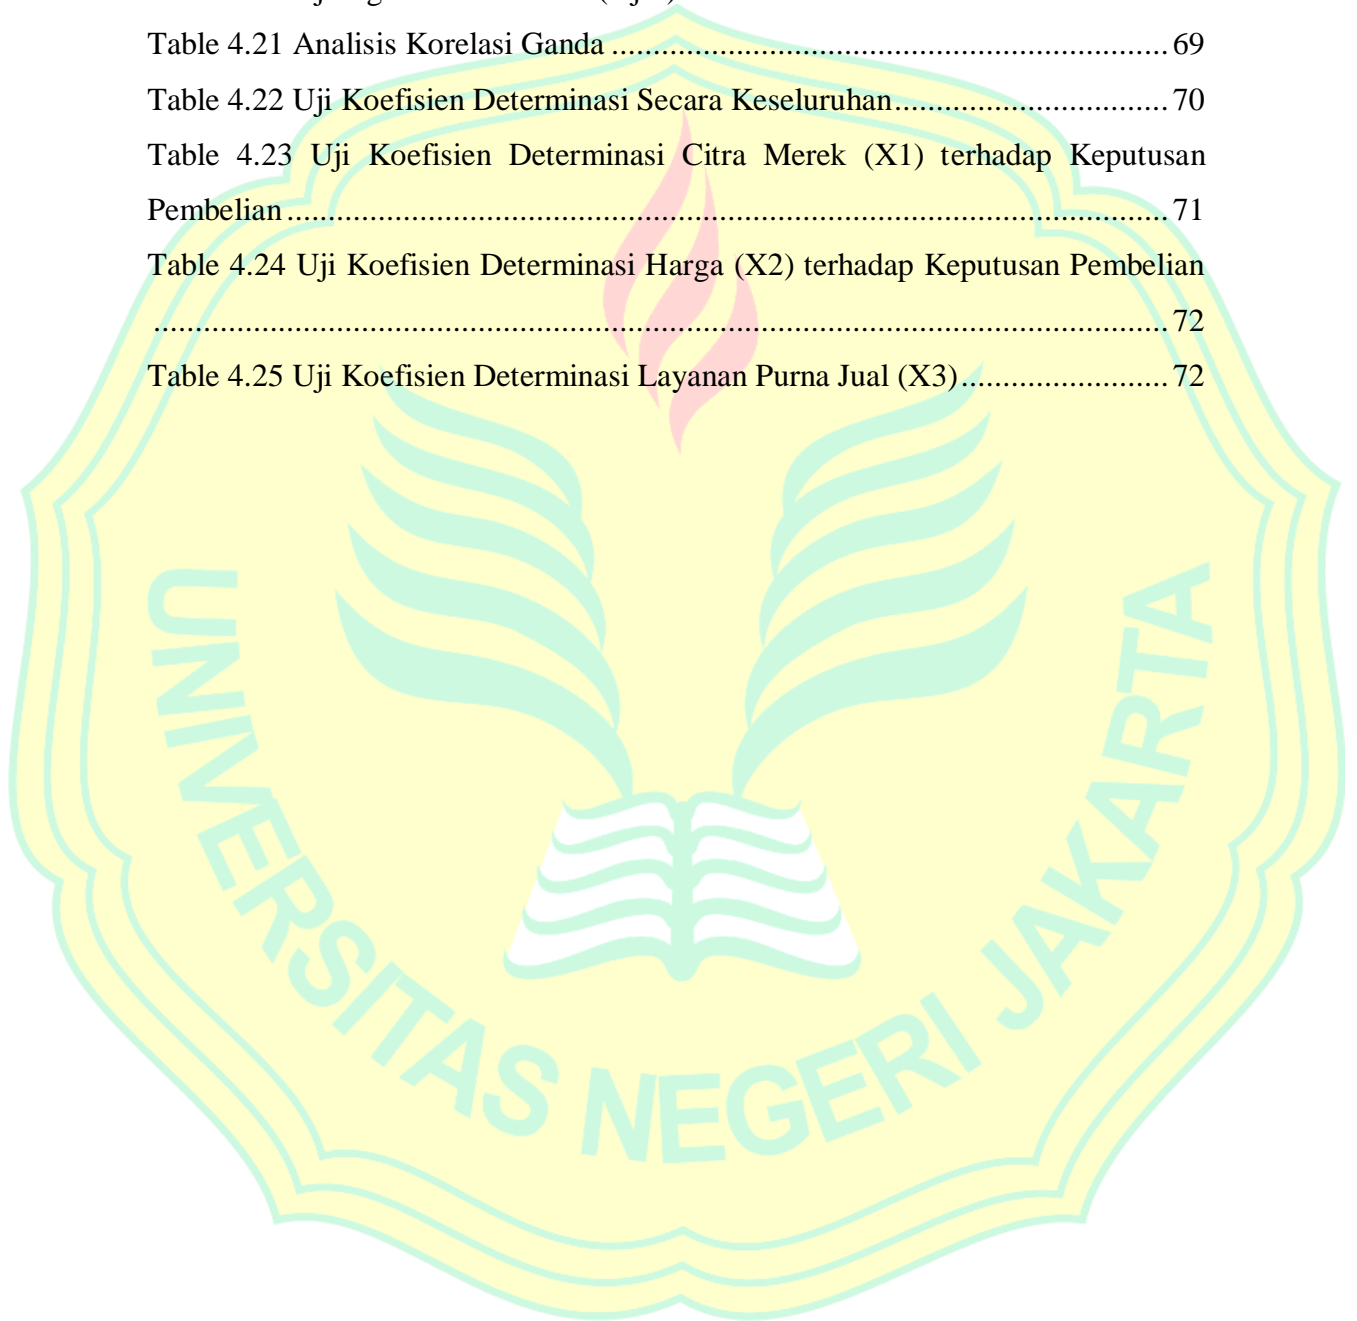 Table 4.21 Analisis Korelasi Ganda .................................................................... 69
Table 4.22 Uji Koefisien Determinasi Secara Keseluruhan.................................. 70
Table 4.23 Uji Koefisien Determinasi Citra Merek (X1) terhadap Keputusan
Pembelian ............................................................................................................ 71
Table 4.24 Uji Koefisien Determinasi Harga (X2) terhadap Keputusan Pembelian
............................................................................................................................ 72
Table 4.25 Uji Koefisien Determinasi Layanan Purna Jual (X3)......................... 72
UNIVERSITAS NEGERI JAKARTA